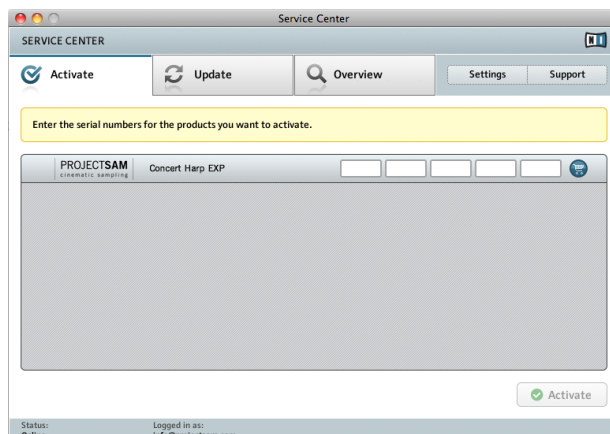 Service Center
SERVICE CENTER
Activate
Update
Overview
Settings
Support
Enter the serial numbers for the products you want to activate.
PROJECTSAM
cinematic sampling
Concert Harp EXP
Activate
Status:
Logged in as:
Online